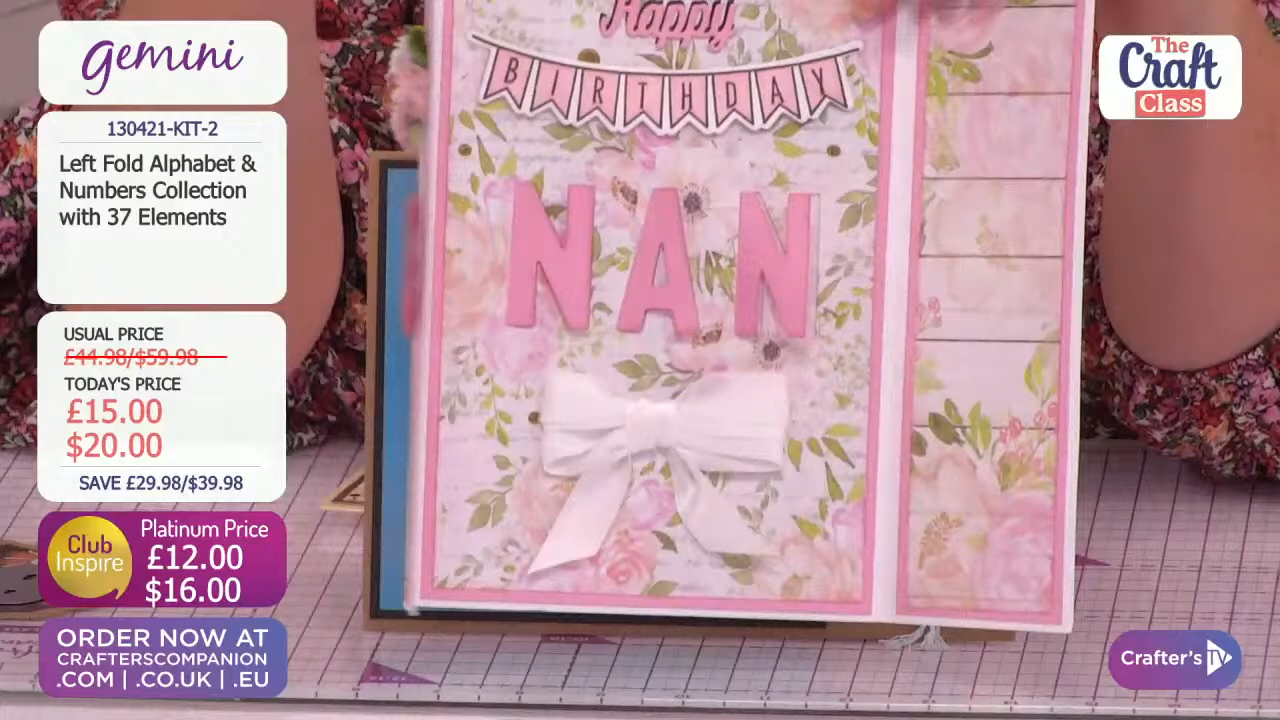 gemini
130421-KIT-2
Left Fold Alphabet &
Numbers Collection
with 37 Elements
USUAL PRICE
£44.98/$59.98
TODAY'S PRICE
£15.00
$20.00
SAVE £29.98/$39.98
Club
Inspire
Platinum Price
£12.00
$16.00
ORDER NOW AT
CRAFTERSCOMPANION
.COM | .CO.UK | .EU
Happy
BIRTHDAY
NAN
The
Craft
Class
Crafter's TV